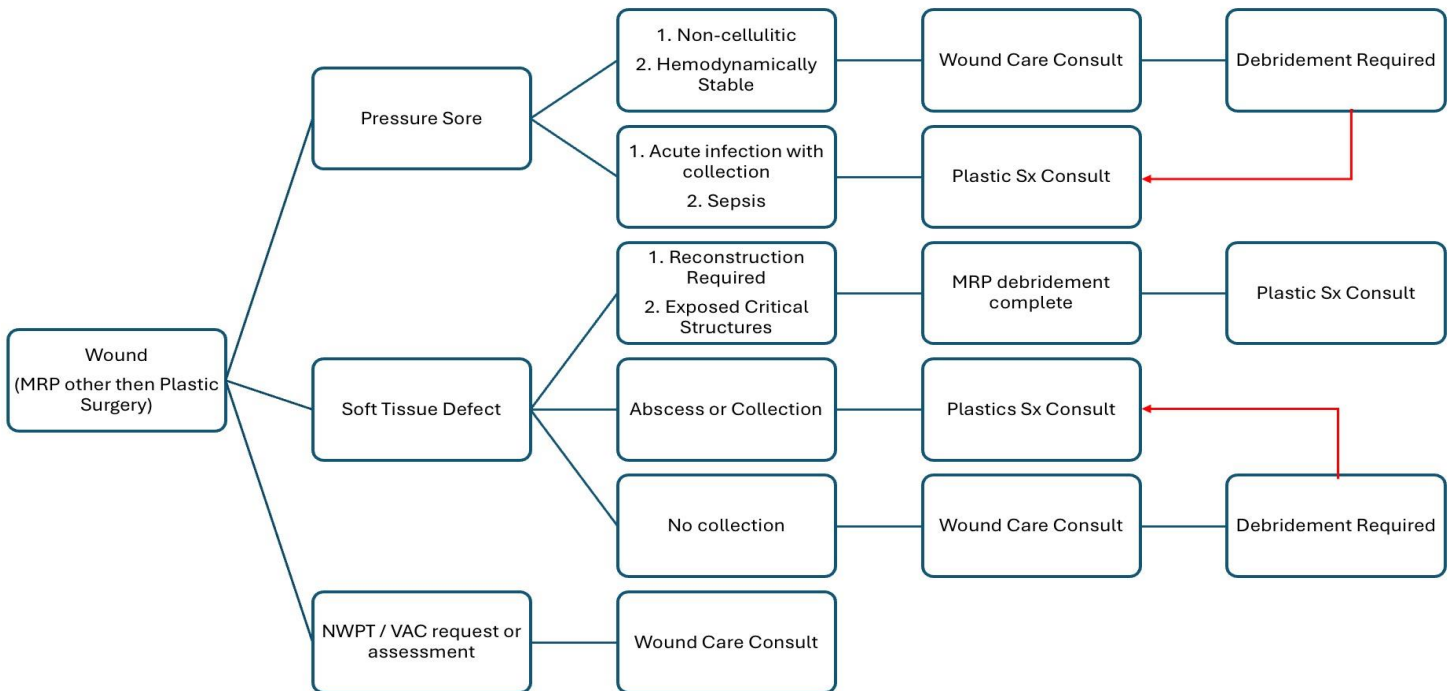 Wound
(MRP other then Plastic
Surgery)
Pressure Sore
1. Non-cellulitic
2. Hemodynamically
Stable
Wound Care Consult
Debridement Required
1. Acute infection with
collection
2. Sepsis
Plastic Sx Consult
Soft Tissue Defect
1. Reconstruction
Required
2. Exposed Critical
Structures
MRP debridement
complete
Plastic Sx Consult
Abscess or Collection
Plastics Sx Consult
No collection
Wound Care Consult
Debridement Required
NWPT / VAC request or
assessment
Wound Care Consult